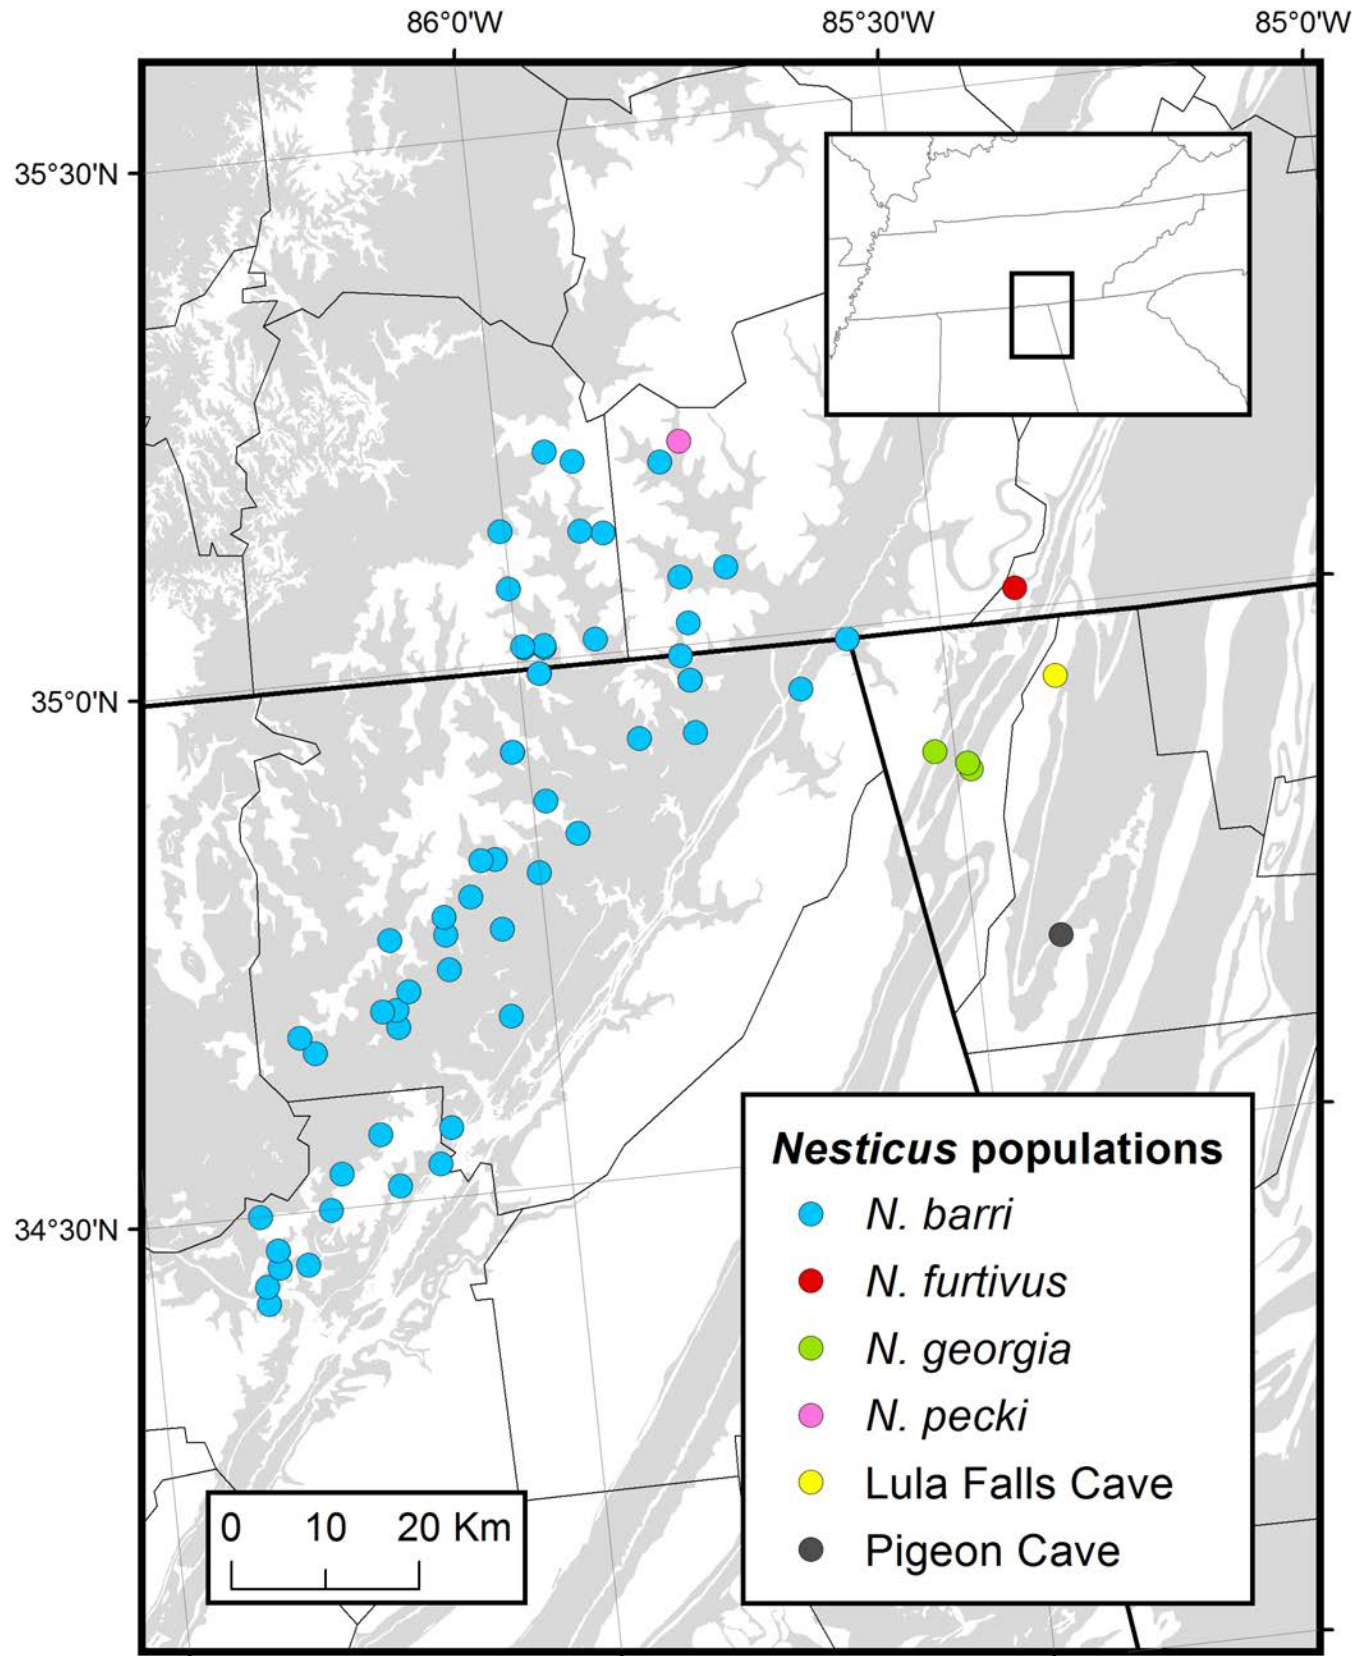 86°0'W 85°30'W 85°0'W
35°30'N
35°0'N
34°30'N
Nesticus populations
N. barri
N. furtivus
N. georgia
N. pecki
Lula Falls Cave
Pigeon Cave
0 10 20 Km